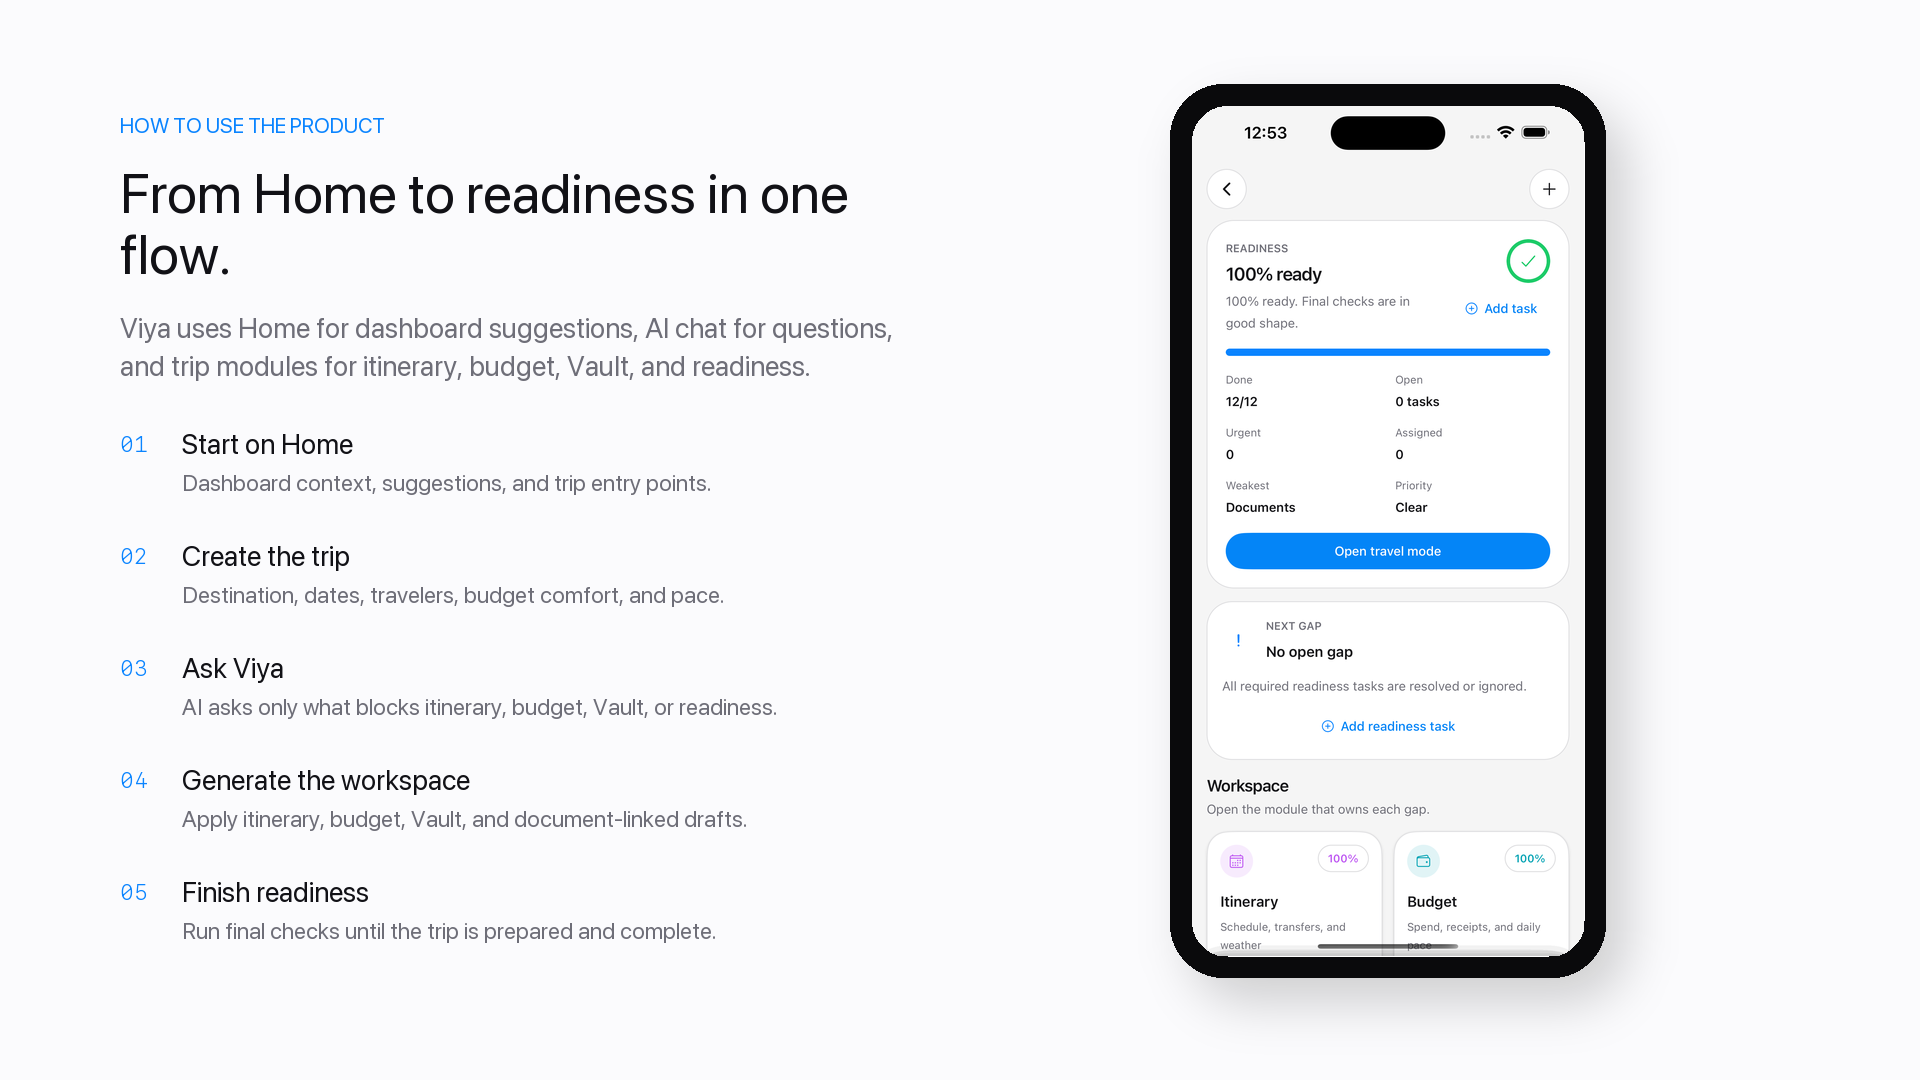 HOW TO USE THE PRODUCT
From Home to readiness in one
flow.
Viya uses Home for dashboard suggestions, AI chat for questions,
and trip modules for itinerary, budget, Vault, and readiness.
01 Start on Home
Dashboard context, suggestions, and trip entry points.
02 Create the trip
Destination, dates, travelers, budget comfort, and pace.
03 Ask Viya
AI asks only what blocks itinerary, budget, Vault, or readiness.
04 Generate the workspace
Apply itinerary, budget, Vault, and document-linked drafts.
05 Finish readiness
Run final checks until the trip is prepared and complete.
12:53
READINESS
100% ready
100% ready. Final checks are in
good shape.
Add task
Done Open
12/12 0 tasks
Urgent Assigned
0 0
Weakest Priority
Documents Clear
Open travel mode
NEXT GAP
! No open gap
All required readiness tasks are resolved or ignored.
Add readiness task
Workspace
Open the module that owns each gap.
100% 100%
Itinerary Budget
Schedule, transfers, and Spend, receipts, and daily
weather pace